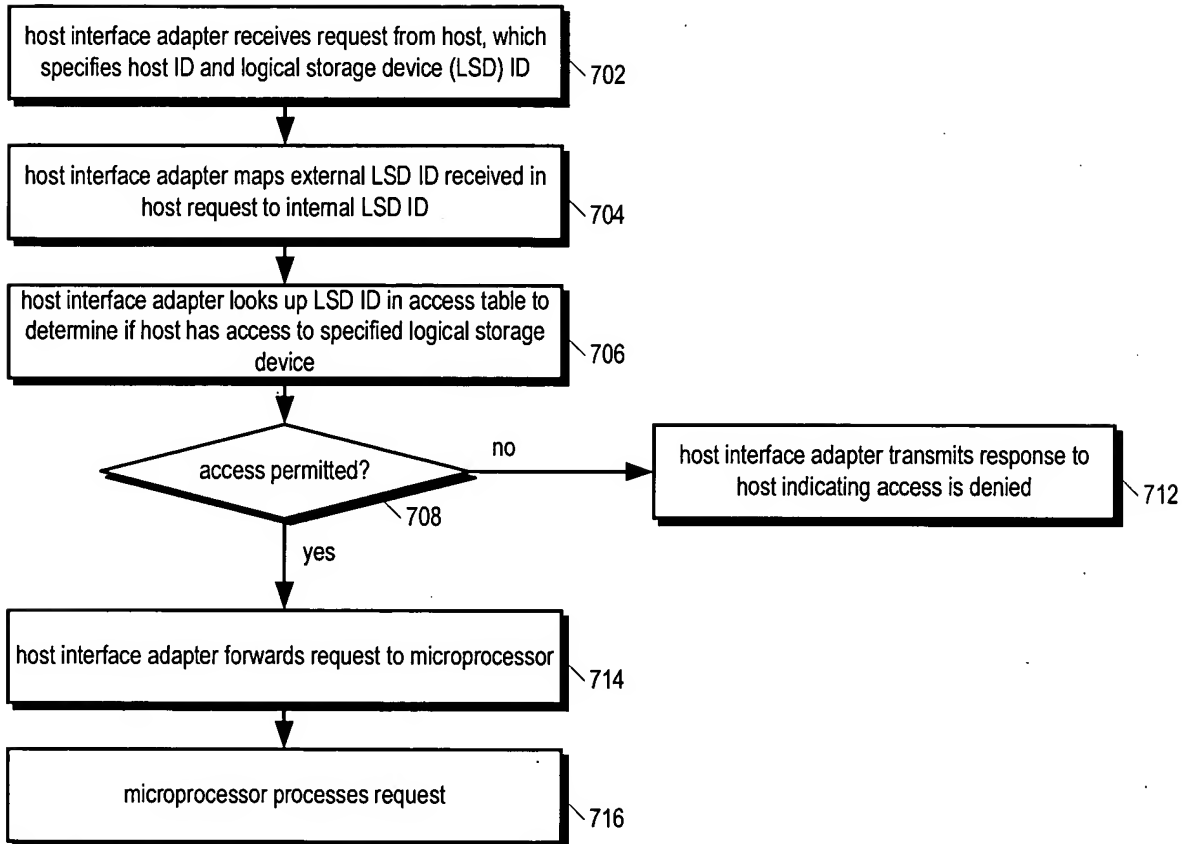 host interface adapter receives request from host, which
specifies host ID and logical storage device (LSD) ID
702
host interface adapter maps external LSD ID received in
host request to internal LSD ID
704
host interface adapter looks up LSD ID in access table to
determine if host has access to specified logical storage
device
706
access permitted?
708
no
host interface adapter transmits response to
host indicating access is denied
712
yes
host interface adapter forwards request to microprocessor
714
microprocessor processes request
716